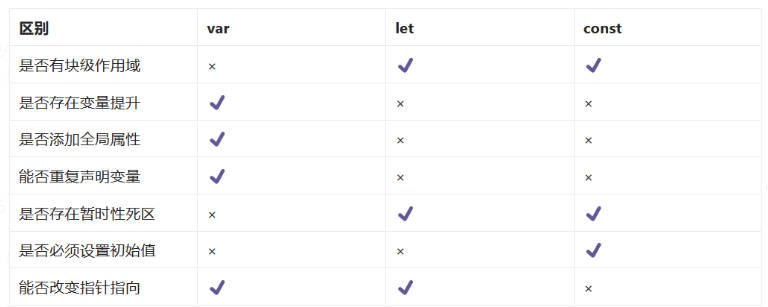 区别 var let const
是否有块级作用域 × ✔ ✔
是否存在变量提升 ✔ × ×
是否添加全局属性 ✔ × ×
能否重复声明变量 ✔ × ×
是否存在暂时性死区 × ✔ ✔
是否必须设置初始值 × × ✔
能否改变指针指向 ✔ ✔ ×